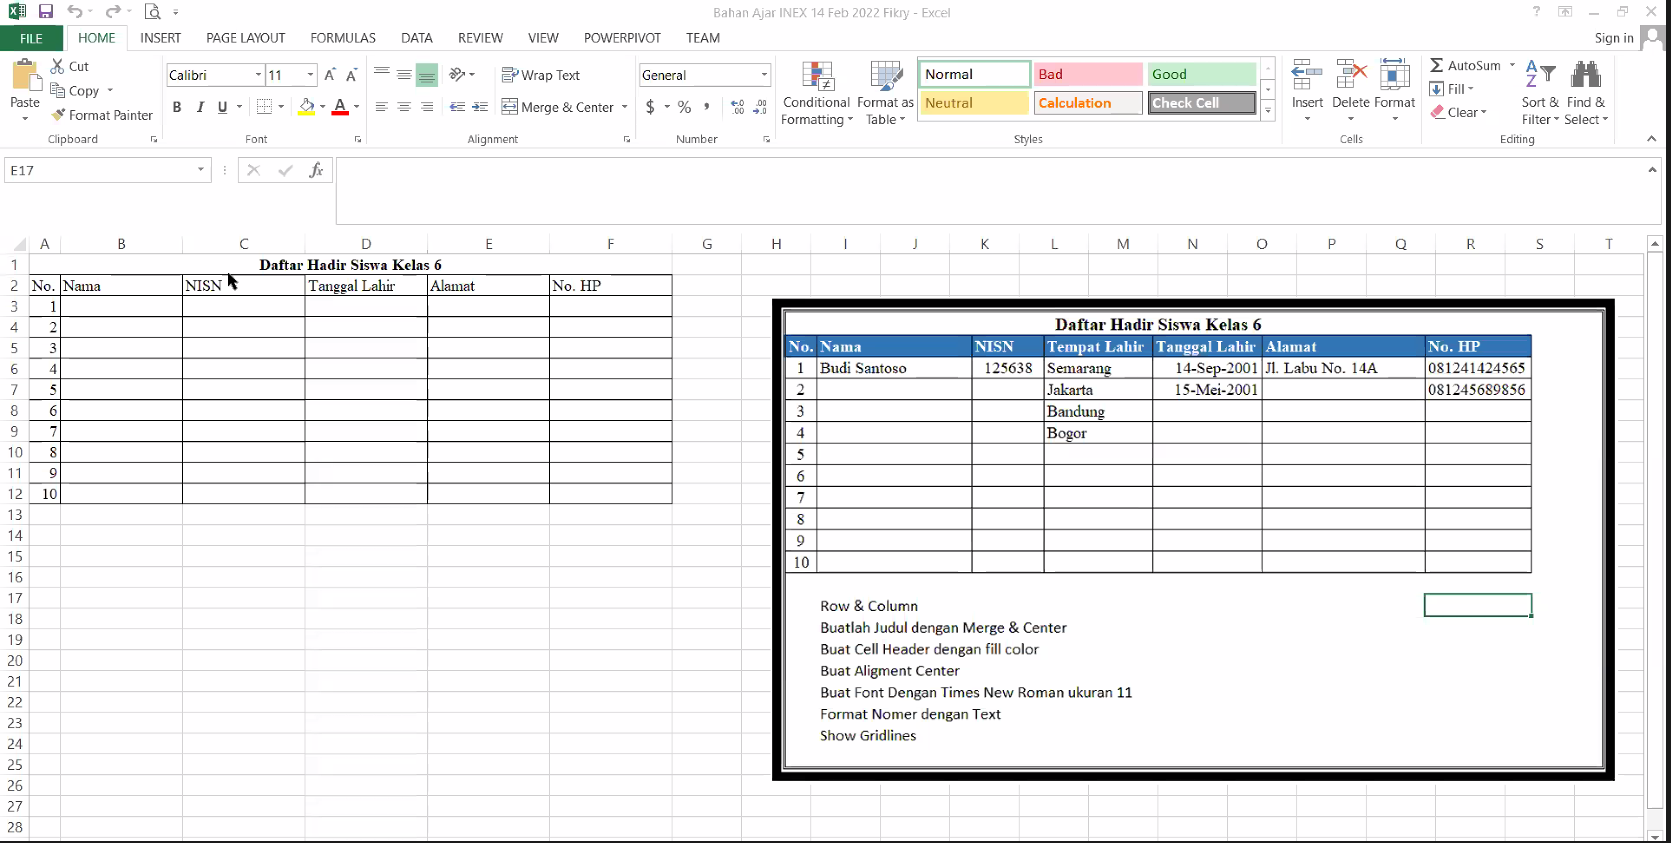 Bahan Ajar INEX 14 Feb 2022 Fikry - Excel
?
FILE HOME INSERT PAGE LAYOUT FORMULAS DATA REVIEW VIEW POWERPIVOT TEAM Sign in
Paste
Cut
Copy
Format Painter
Clipboard
Calibri 11 A A
B I U A
Font
Wrap Text
Merge & Center
Alignment
General
$ % ,
Number
Conditional Formatting
Format as Table
Normal Bad Good
Neutral Calculation Check Cell
Styles
Insert Delete Format
Cells
AutoSum
Fill
Clear
Sort & Filter
Find & Select
Editing
E17 fx
A B C D E F G H I J K L M N O P Q R S T
1 Daftar Hadir Siswa Kelas 6
2 No. Nama NISN Tanggal Lahir Alamat No. HP
3 1
4 2
5 3
6 4
7 5
8 6
9 7
10 8
11 9
12 10
13
14
15
16
17
18
19
20
21
22
23
24
25
26
27
28
Daftar Hadir Siswa Kelas 6
No. Nama NISN Tempat Lahir Tanggal Lahir Alamat No. HP
1 Budi Santoso 125638 Semarang 14-Sep-2001 Jl. Labu No. 14A 081241424565
2 Jakarta 15-Mei-2001 081245689856
3 Bandung
4 Bogor
5
6
7
8
9
10
Row & Column
Buatlah Judul dengan Merge & Center
Buat Cell Header dengan fill color
Buat Aligment Center
Buat Font Dengan Times New Roman ukuran 11
Format Nomer dengan Text
Show Gridlines